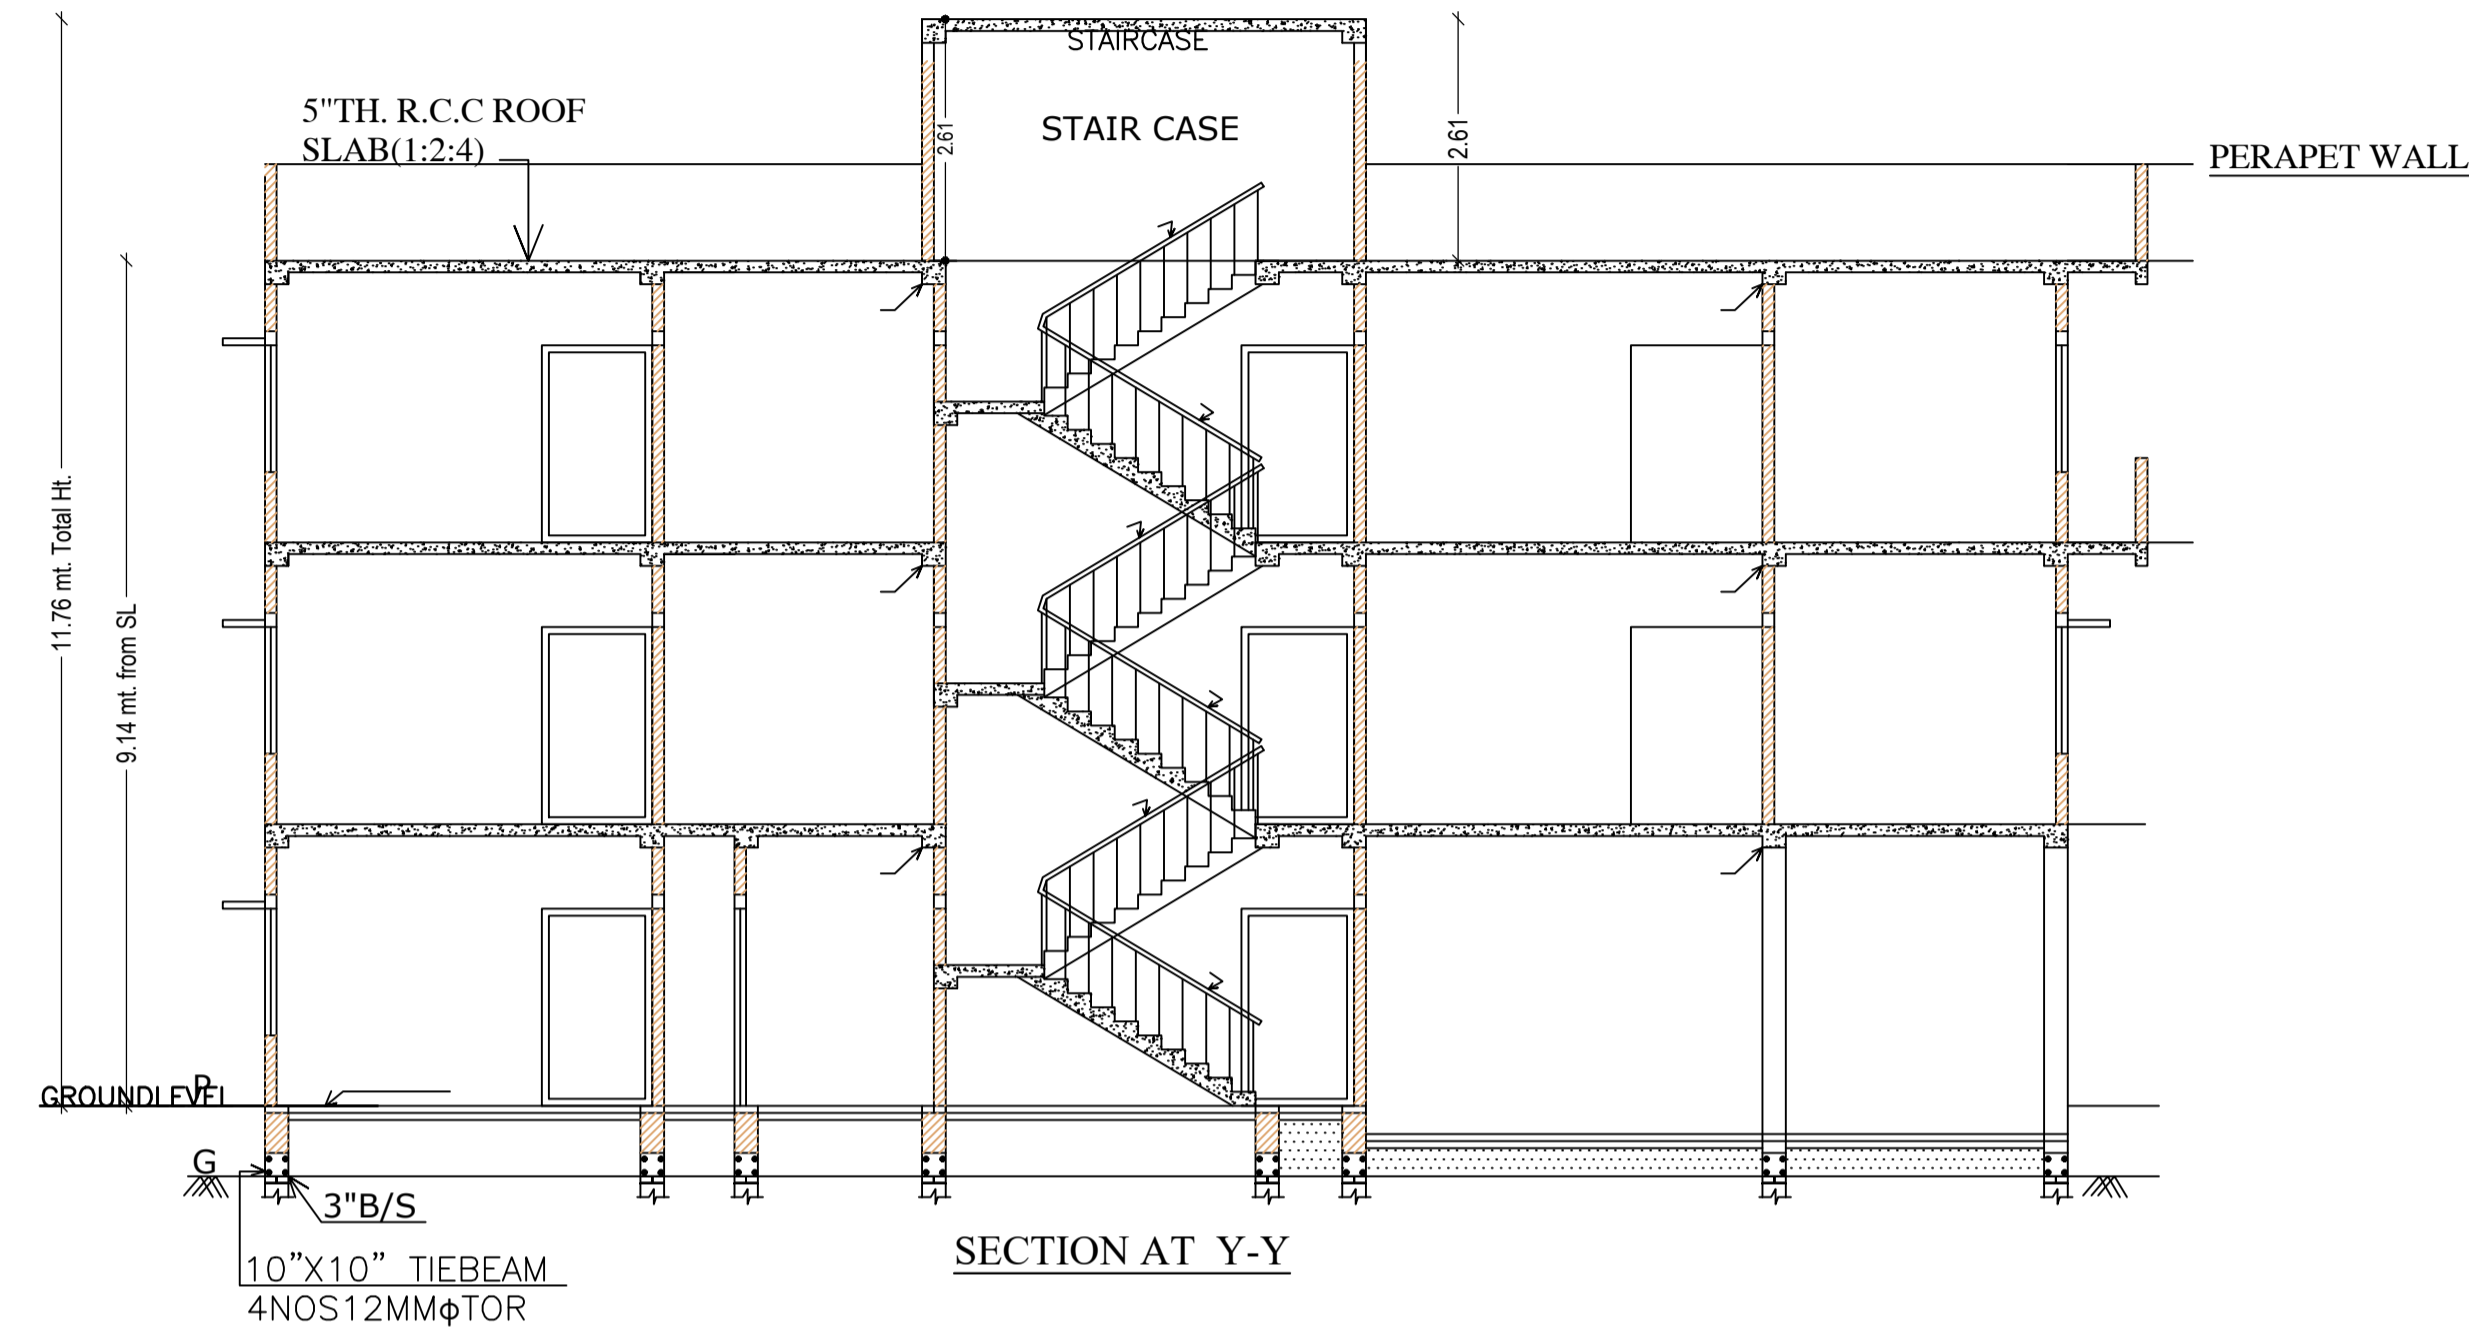 STAIRCASE
5"TH. R.C.C ROOF
SLAB(1:2:4)
STAIR CASE
2.61
2.61
PERAPET WALL
11.76 mt. Total Ht.
9.14 mt. from SL
P
GROUNDLEVEL
G
3"B/S
10”X10” TIEBEAM
4NOS12MMϕTOR
SECTION AT Y-Y